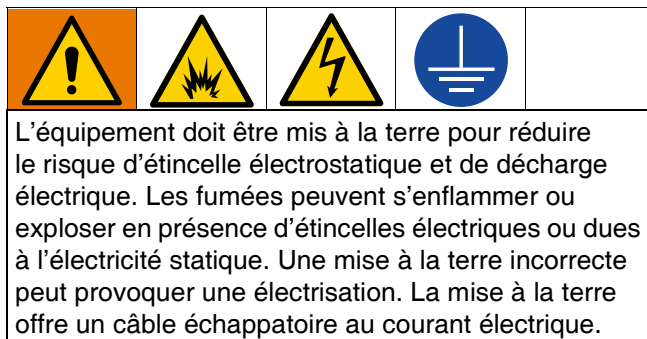 L’équipement doit être mis à la terre pour réduire
le risque d’étincelle électrostatique et de décharge
électrique. Les fumées peuvent s’enflammer ou
exploser en présence d’étincelles électriques ou dues
à l’électricité statique. Une mise à la terre incorrecte
peut provoquer une électrisation. La mise à la terre
offre un câble échappatoire au courant électrique.